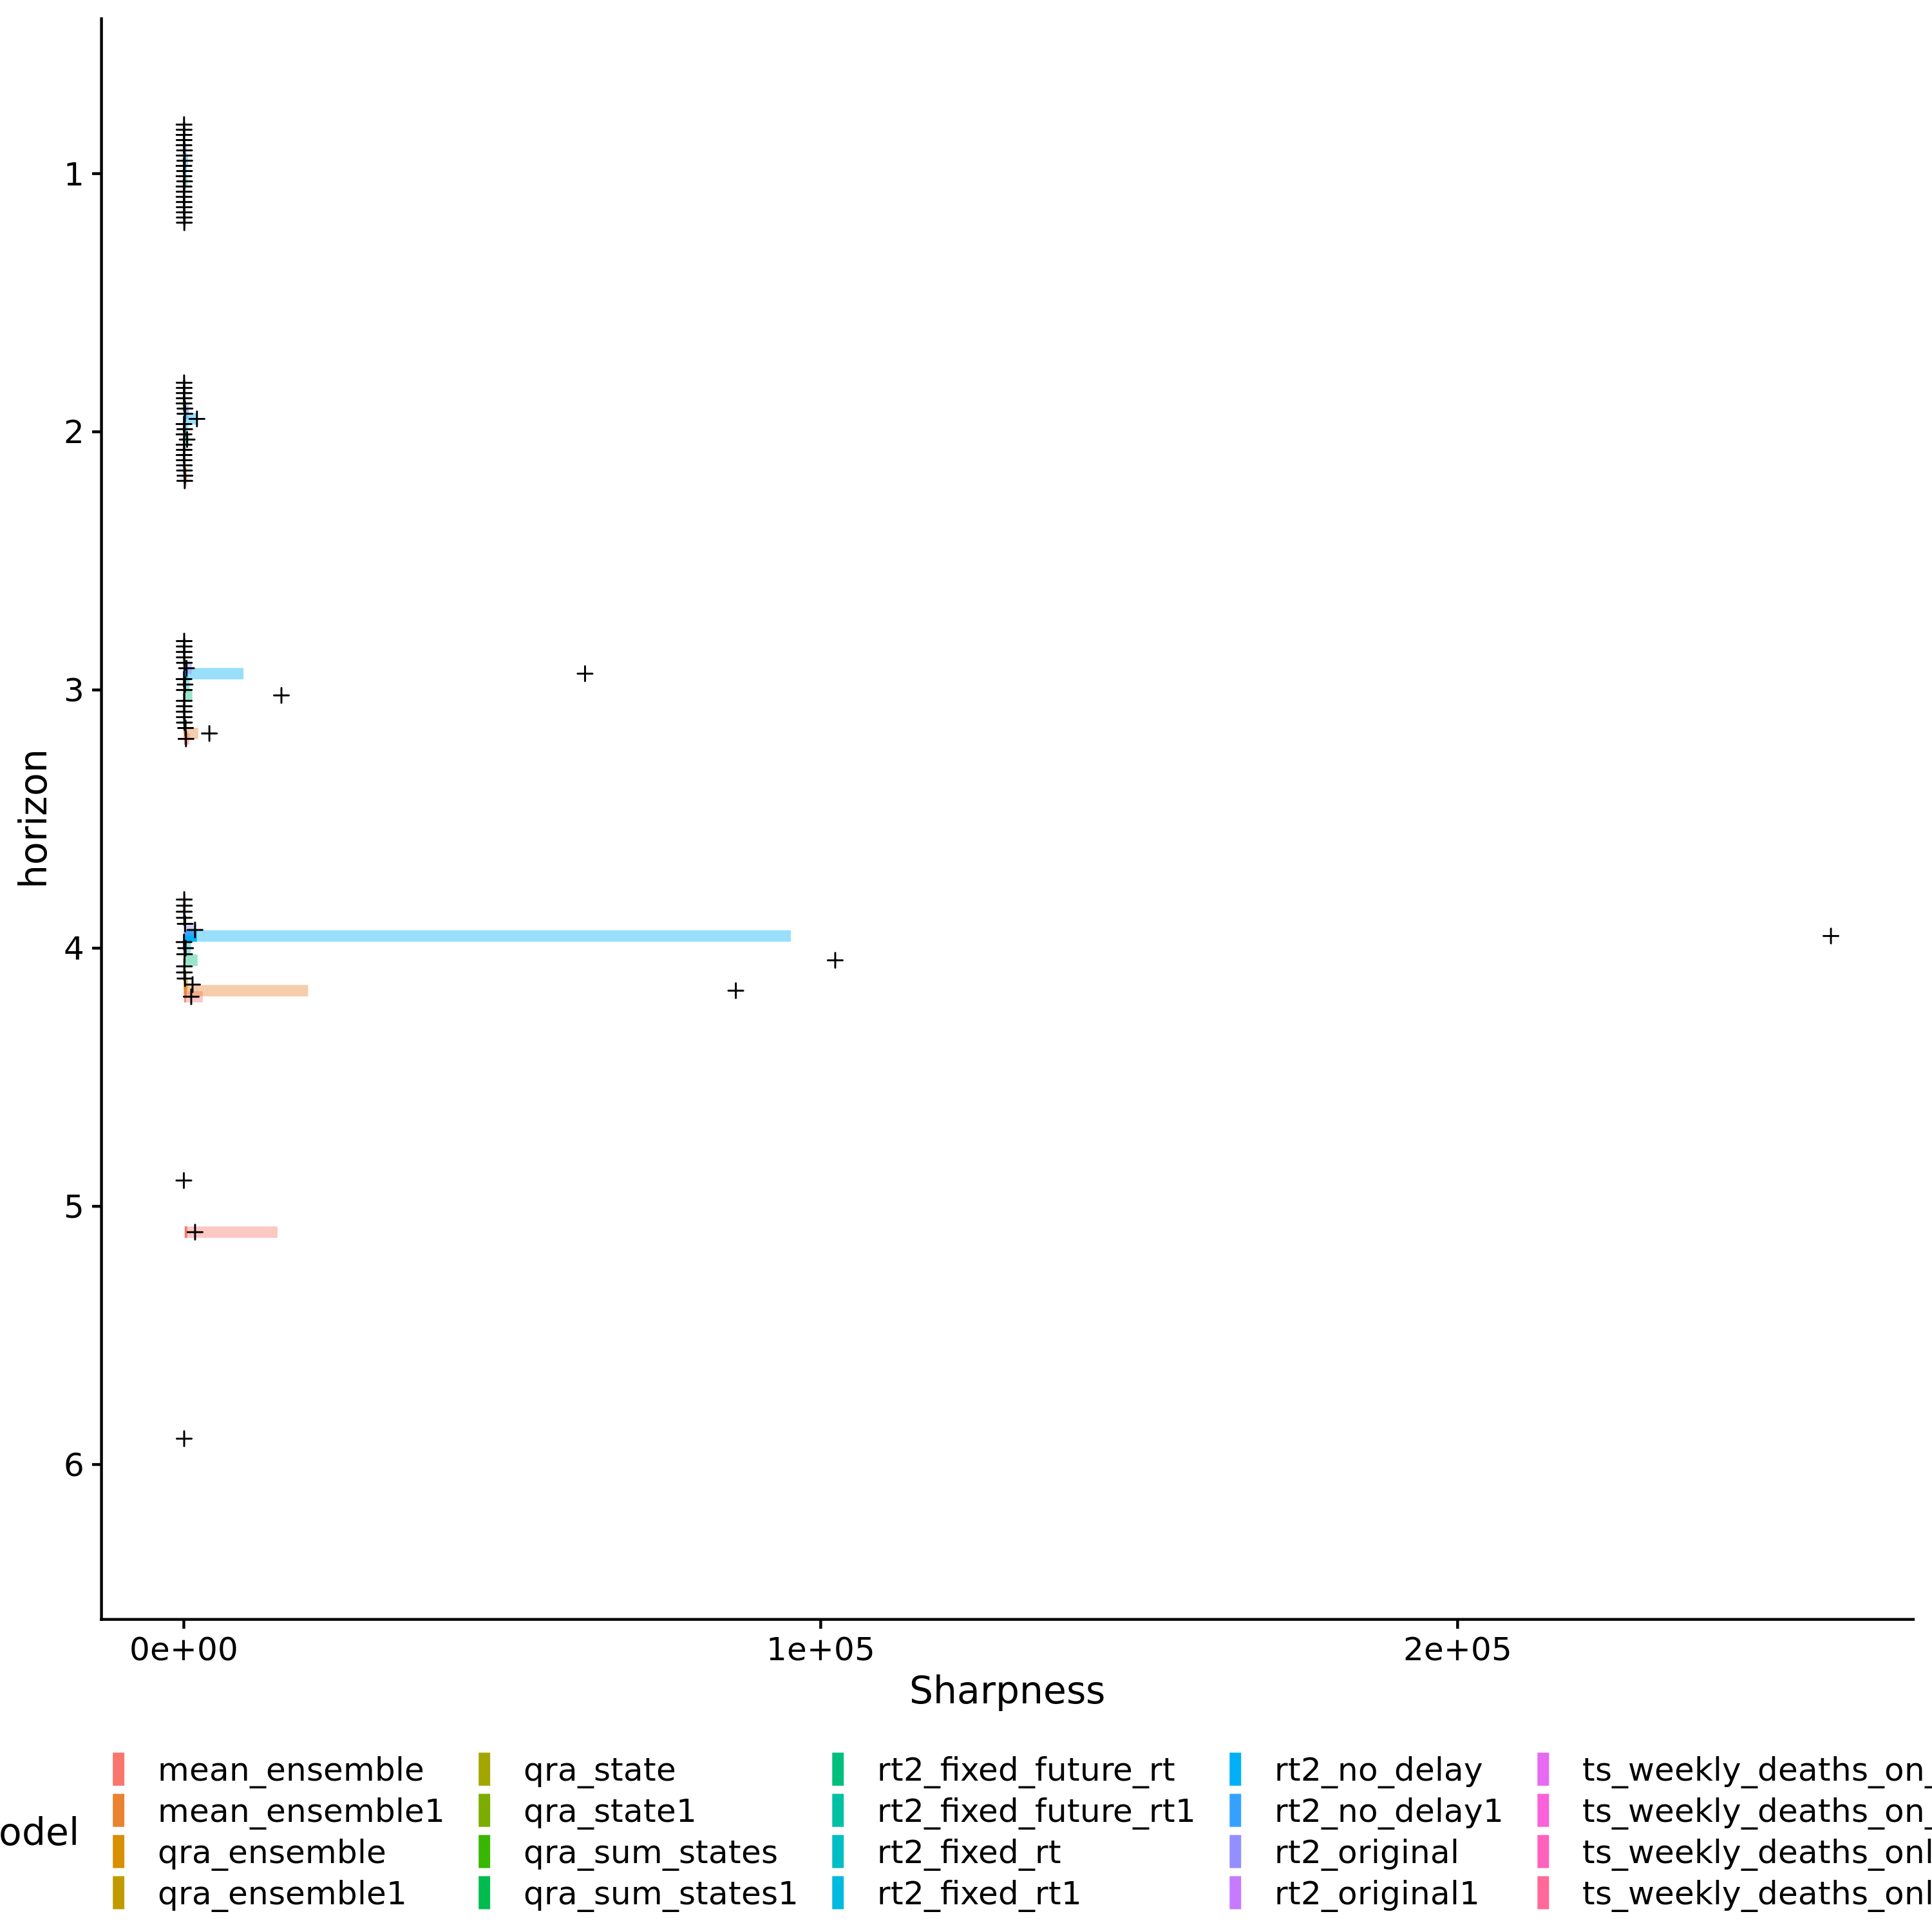 1
2
3
4
5
6
horizon
0e+00 1e+05 2e+05
Sharpness
odel
mean_ensemble qra_state rt2_fixed_future_rt rt2_no_delay ts_weekly_deaths_on_
mean_ensemble1 qra_state1 rt2_fixed_future_rt1 rt2_no_delay1 ts_weekly_deaths_on_
qra_ensemble qra_sum_states rt2_fixed_rt rt2_original ts_weekly_deaths_onl
qra_ensemble1 qra_sum_states1 rt2_fixed_rt1 rt2_original1 ts_weekly_deaths_onl